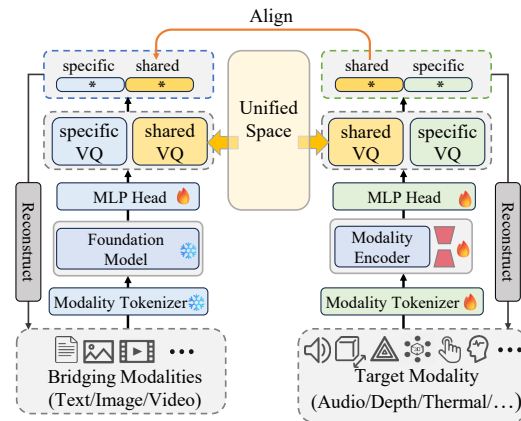 Align
specific shared
* *
shared specific
* *
Unified
Space
specific
VQ
shared
VQ
shared
VQ
specific
VQ
MLP Head
MLP Head
Reconstruct
Reconstruct
Foundation
Model
Modality
Encoder
Modality Tokenizer
Modality Tokenizer
...
Bridging Modalities
(Text/Image/Video)
...
Target Modality
(Audio/Depth/Thermal/...)